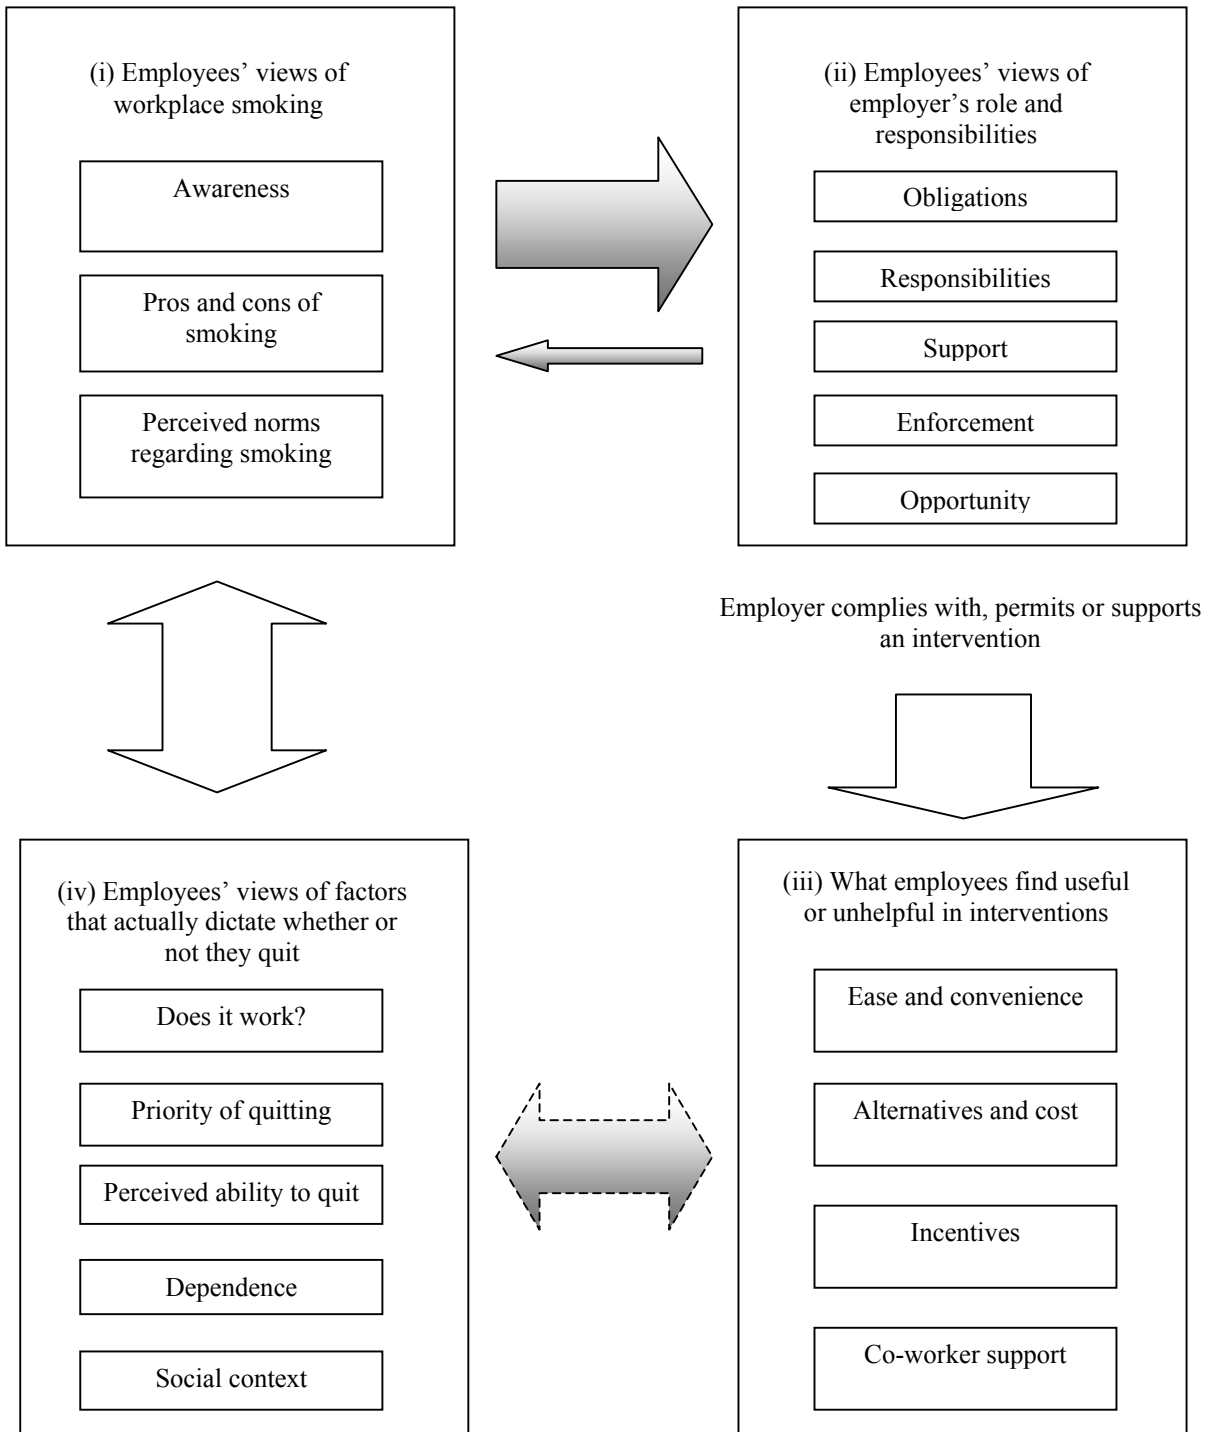 (i) Employees’ views of
workplace smoking
Awareness
Pros and cons of
smoking
Perceived norms
regarding smoking
(ii) Employees’ views of
employer’s role and
responsibilities
Obligations
Responsibilities
Support
Enforcement
Opportunity
Employer complies with, permits or supports
an intervention
(iii) What employees find useful
or unhelpful in interventions
Ease and convenience
Alternatives and cost
Incentives
Co-worker support
(iv) Employees’ views of factors
that actually dictate whether or
not they quit
Does it work?
Priority of quitting
Perceived ability to quit
Dependence
Social context